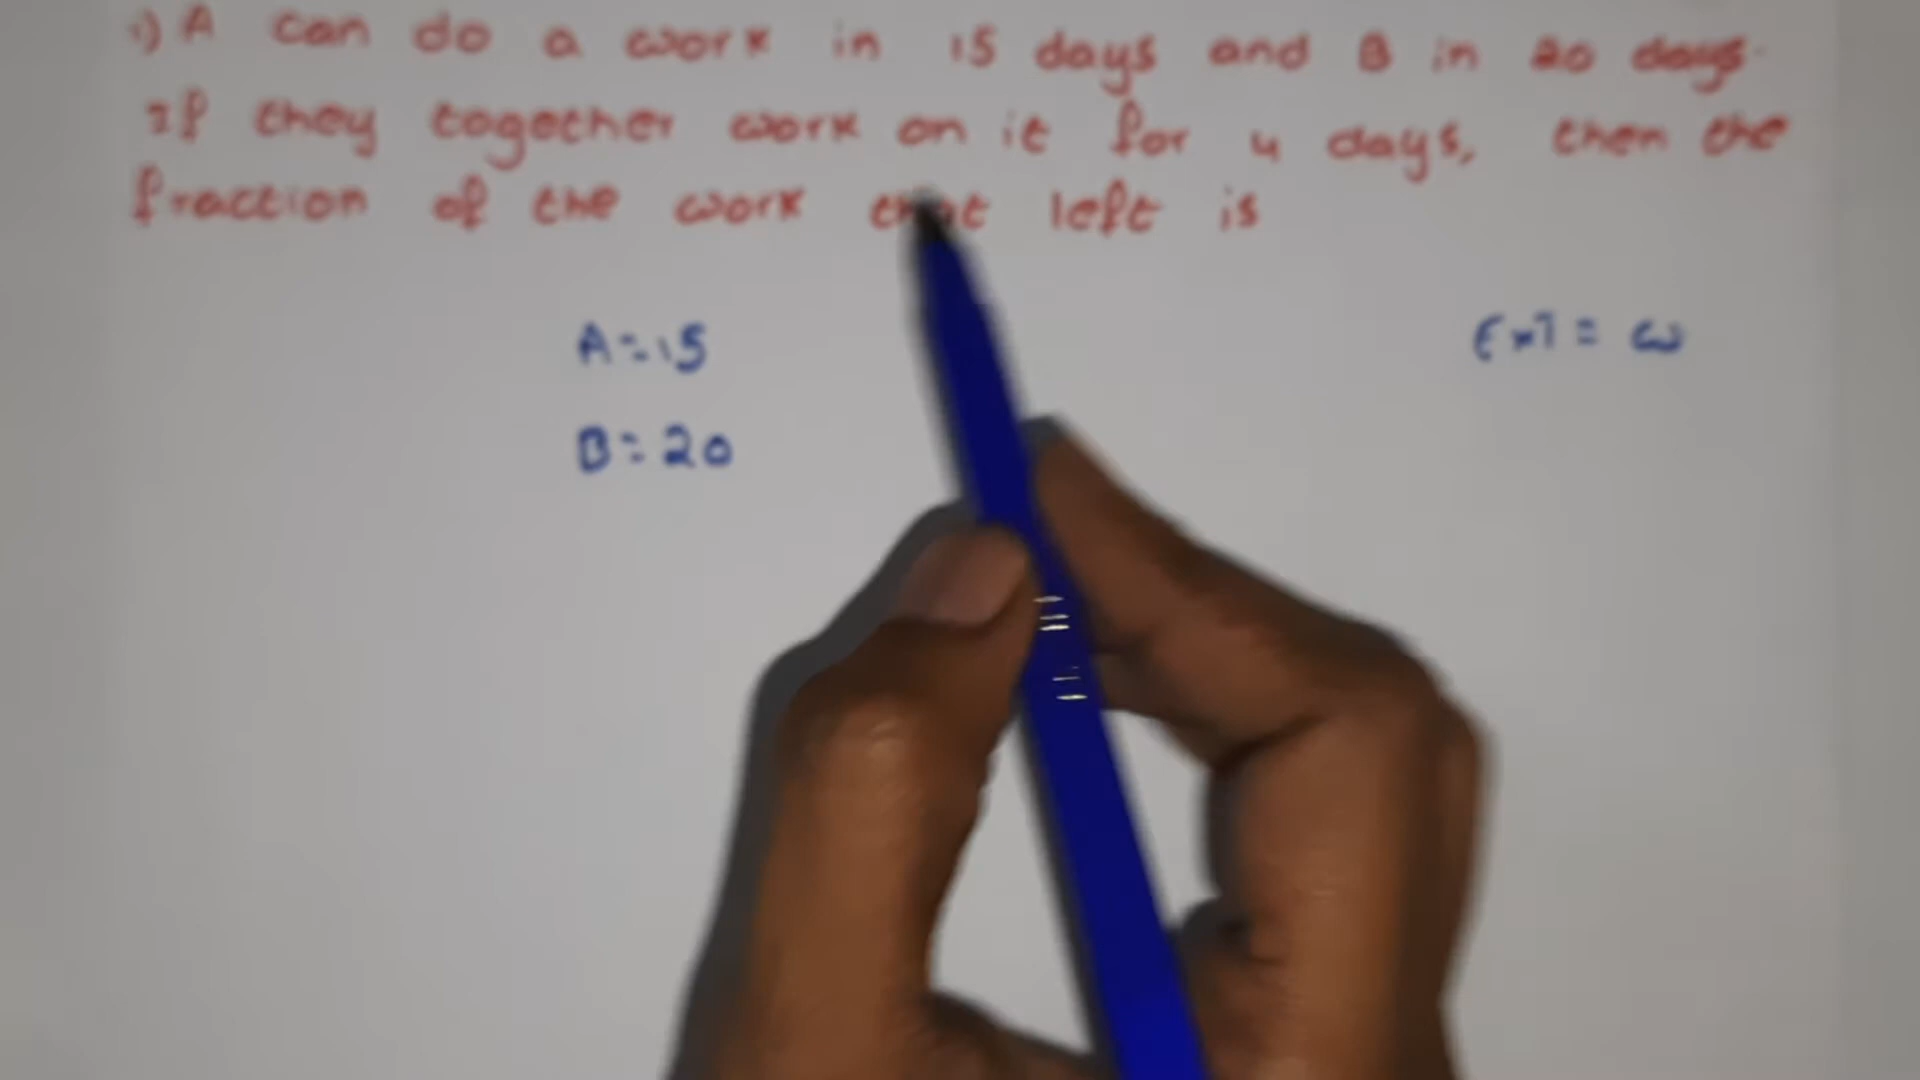 1) A can do a work in 15 days and B in 20 days.
If they together work on it for 4 days, then the
fraction of the work that left is
A = 15
E×T = W
B = 20